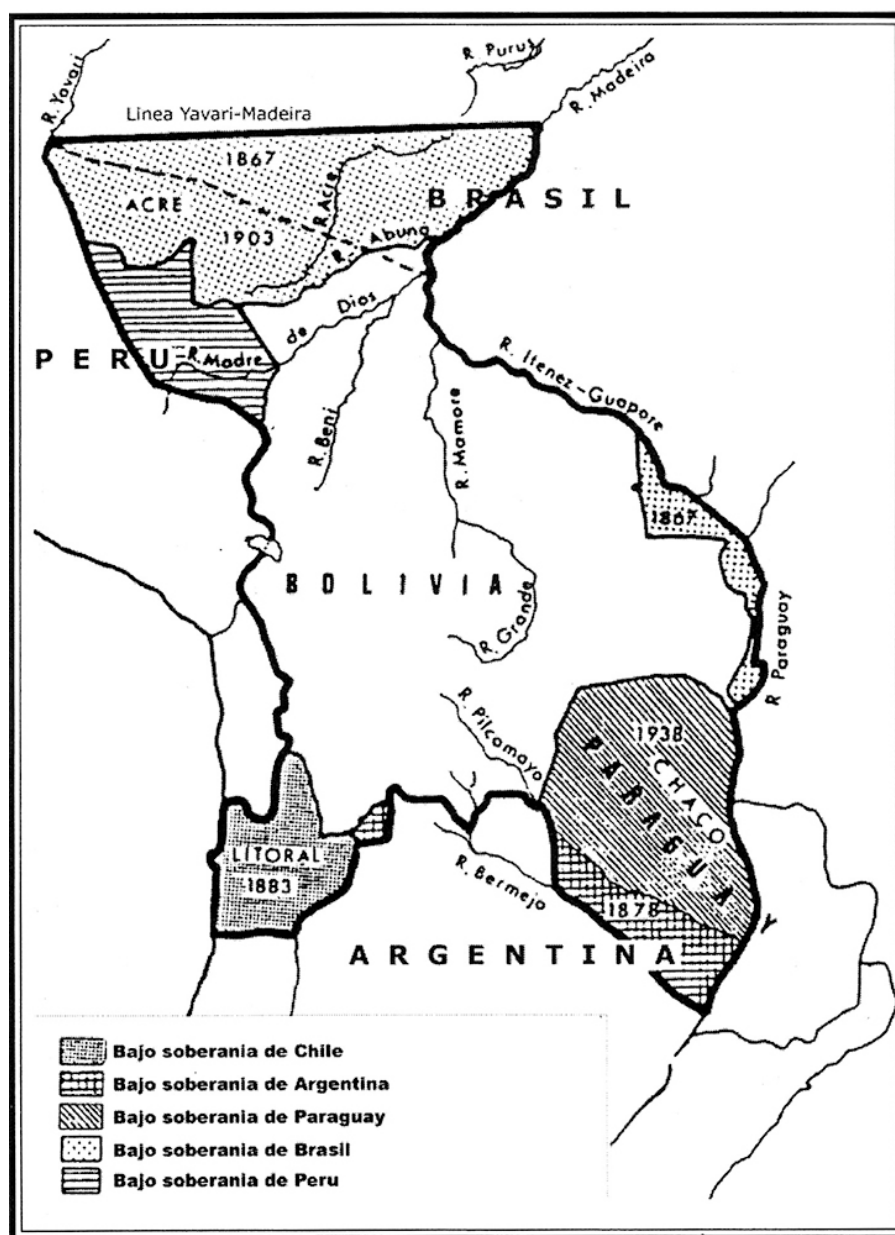 R. Yavari
R. Purus
R. Madeira
Linea Yavari-Madeira
1867
ACRE
R Acre
BRASIL
1903
R. Abuna
PERU
R. Madre
de Dios
R. Beni
R. Mamore
R. Itenez-Guapore
1867
BOLIVIA
R. Grande
R Paraguay
R. Pilcomayo
1938
CHACO
PARAGUAY
LITORAL
1883
R. Bermejo
1878
ARGENTINA
Bajo soberania de Chile
Bajo soberania de Argentina
Bajo soberania de Paraguay
Bajo soberania de Brasil
Bajo soberania de Peru